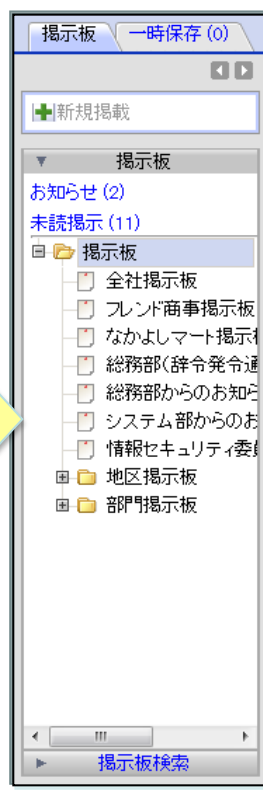 掲示板 一時保存 (0)
新規掲載
掲示板
お知らせ (2)
未読掲示 (11)
掲示板
全社掲示板
フレンド商事掲示板
なかよしマート掲示
総務部(辞令発令通
総務部からのお知ら
システム部からのお
情報セキュリティ委員
地区掲示板
部門掲示板
掲示板検索